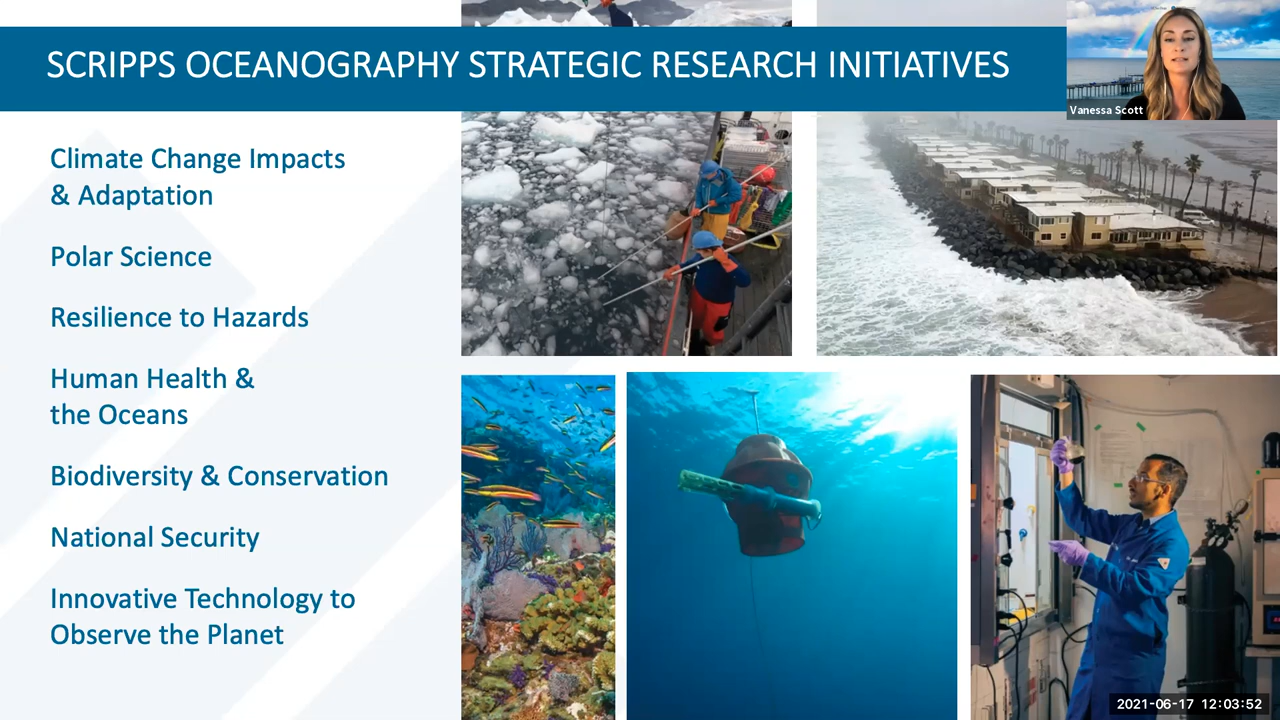 SCRIPPS OCEANOGRAPHY STRATEGIC RESEARCH INITIATIVES
Vanessa Scott
Climate Change Impacts
& Adaptation
Polar Science
Resilience to Hazards
Human Health &
the Oceans
Biodiversity & Conservation
National Security
Innovative Technology to
Observe the Planet
2021-06-17 12:03:52